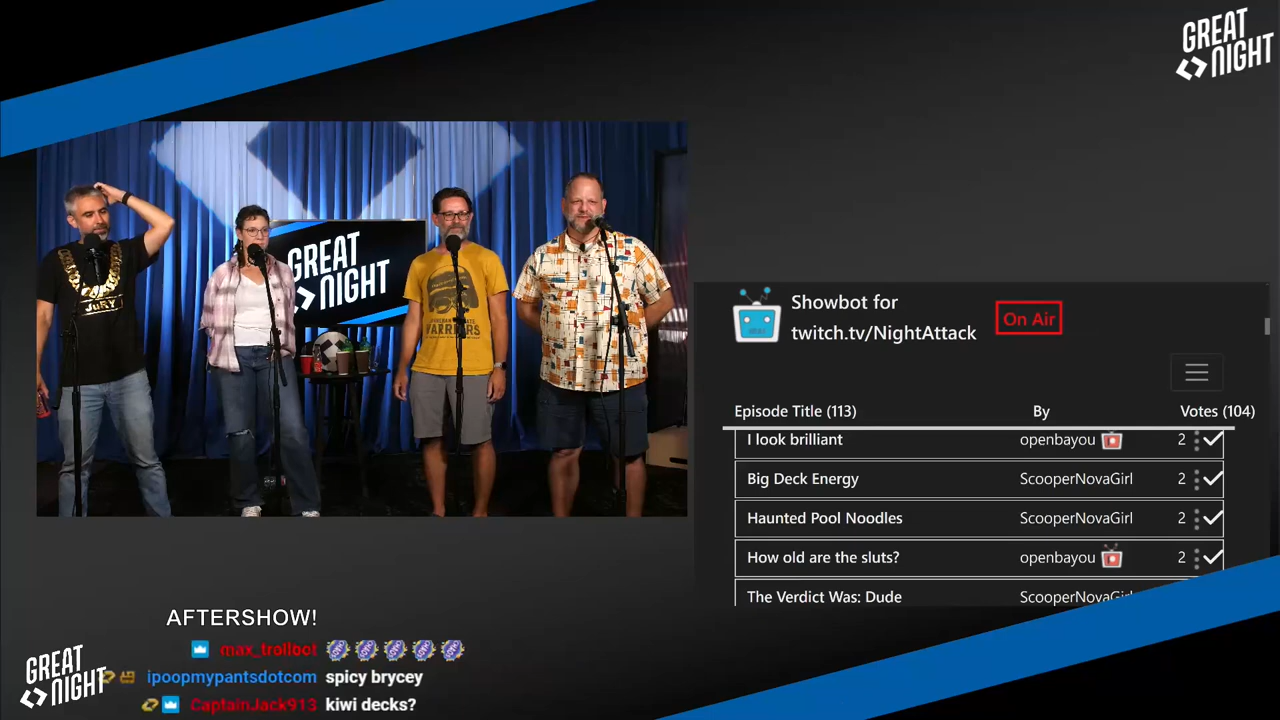 GREAT
NIGHT
GREAT
NIGHT
JURY
WARRIORS
Showbot for
twitch.tv/NightAttack
On Air
Episode Title (113) By Votes (104)
I look brilliant openbayou 2
Big Deck Energy ScooperNovaGirl 2
Haunted Pool Noodles ScooperNovaGirl 2
How old are the sluts? openbayou 2
The Verdict Was: Dude ScooperNovaGirl
AFTERSHOW!
max_trollbot
ipoopmypantsdotcom spicy brycey
CaptainJack913 kiwi decks?
GREAT
NIGHT